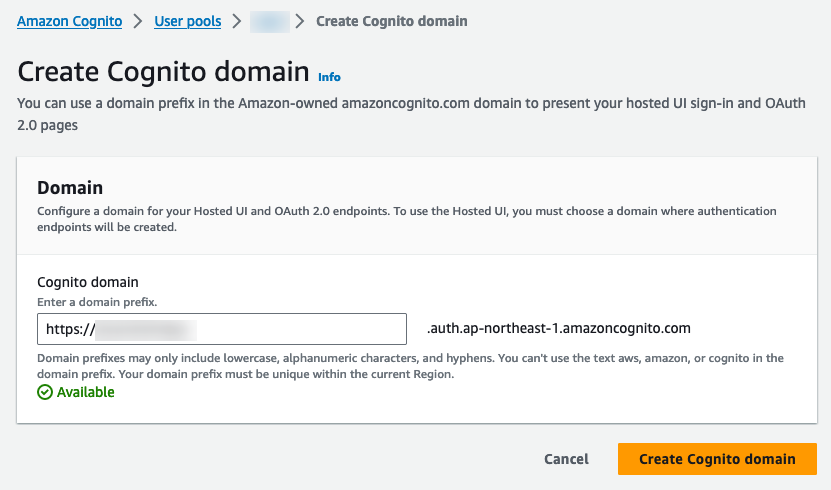 Amazon Cognito > User pools > > Create Cognito domain
Create Cognito domain Info
You can use a domain prefix in the Amazon-owned amazoncognito.com domain to present your hosted UI sign-in and OAuth
2.0 pages
Domain
Configure a domain for your Hosted UI and OAuth 2.0 endpoints. To use the Hosted UI, you must choose a domain where authentication
endpoints will be created.
Cognito domain
Enter a domain prefix.
https:// .auth.ap-northeast-1.amazoncognito.com
Domain prefixes may only include lowercase, alphanumeric characters, and hyphens. You can't use the text aws, amazon, or cognito in the
domain prefix. Your domain prefix must be unique within the current Region.
Available
Cancel Create Cognito domain